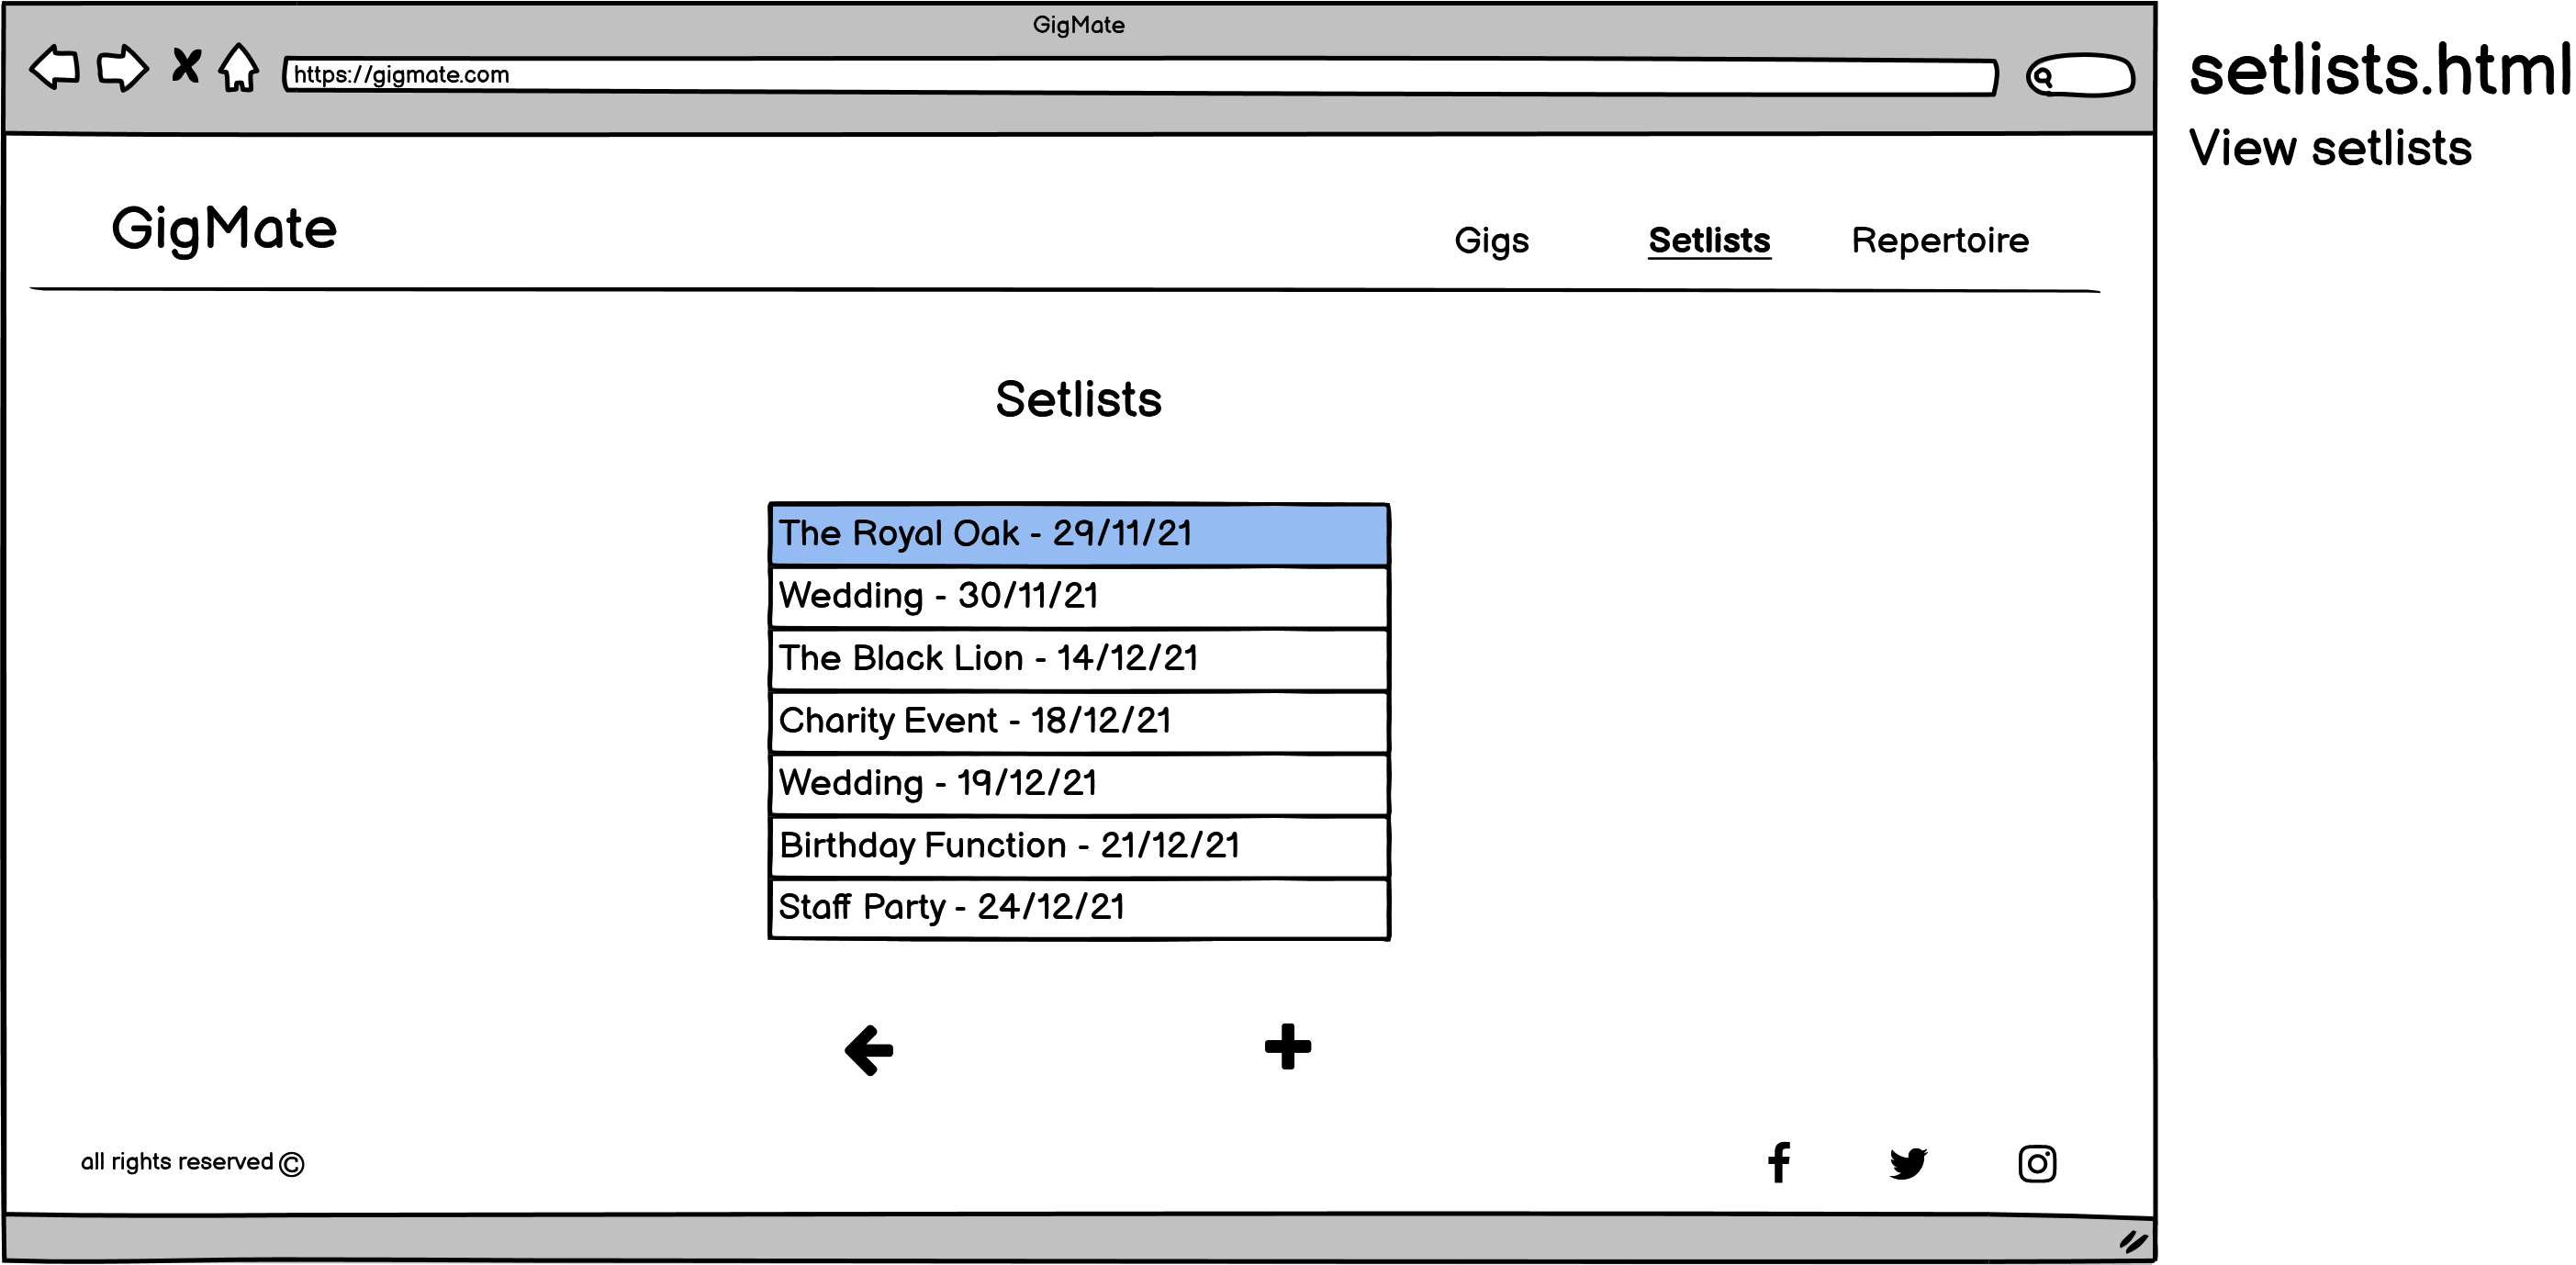 GigMate
https://gigmate.com
setlists.html
View setlists
GigMate
Gigs Setlists Repertoire
Setlists
The Royal Oak - 29/11/21
Wedding - 30/11/21
The Black Lion - 14/12/21
Charity Event - 18/12/21
Wedding - 19/12/21
Birthday Function - 21/12/21
Staff Party - 24/12/21
all rights reserved ©